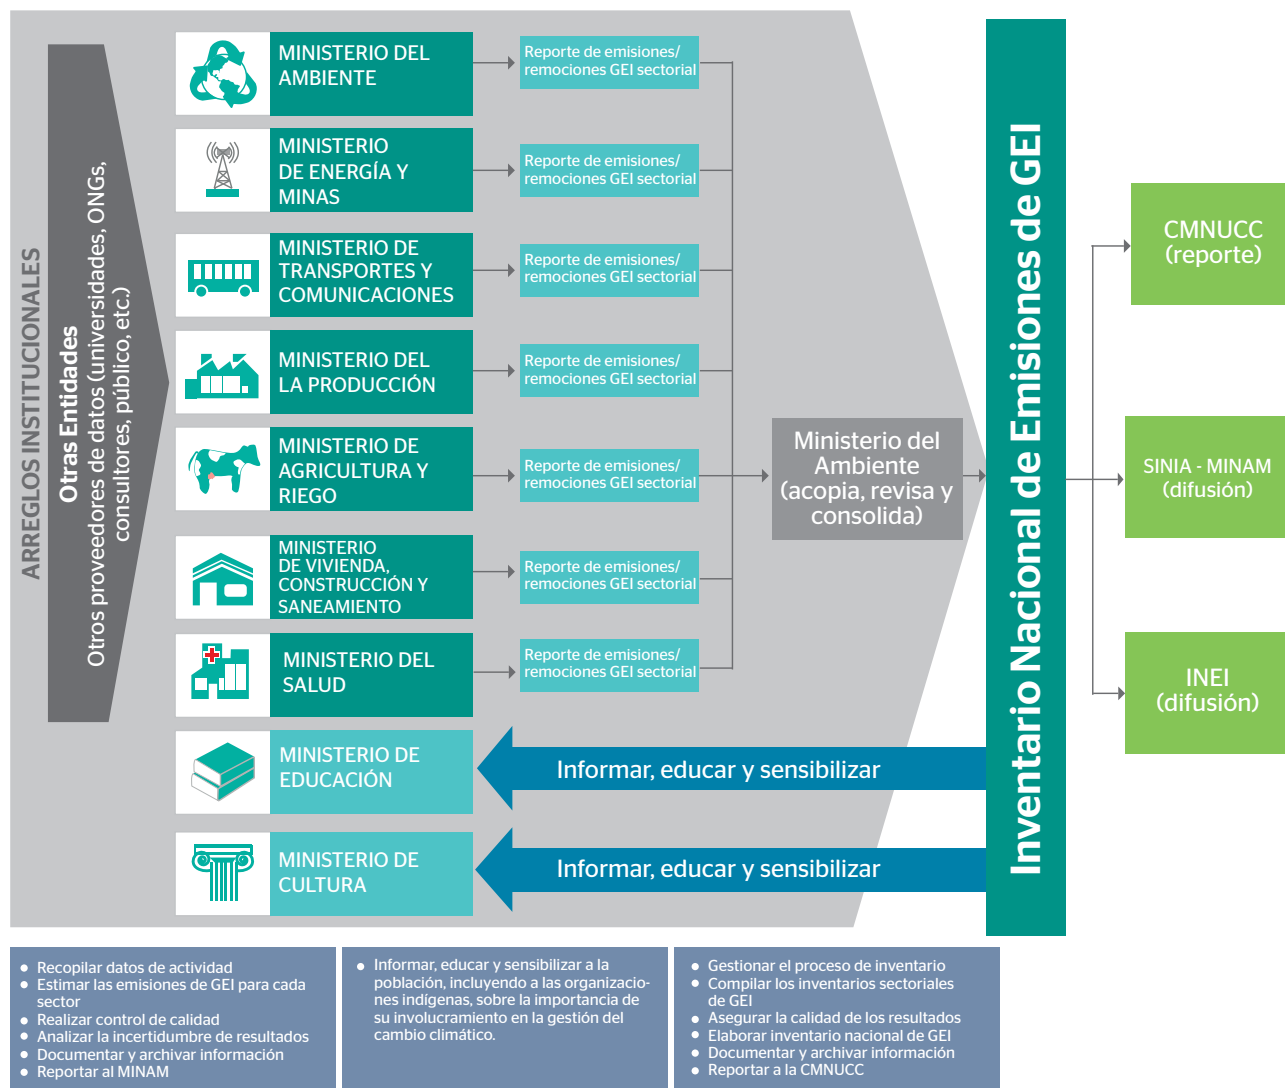 ARREGLOS INSTITUCIONALES
Otras Entidades
Otros proveedores de datos (universidades, ONGs,
consultores, público, etc.)
MINISTERIO DEL
AMBIENTE
Reporte de emisiones/
remociones GEI sectorial
MINISTERIO
DE ENERGÍA Y
MINAS
Reporte de emisiones/
remociones GEI sectorial
MINISTERIO DE
TRANSPORTES Y
COMUNICACIONES
Reporte de emisiones/
remociones GEI sectorial
MINISTERIO DEL
LA PRODUCCIÓN
Reporte de emisiones/
remociones GEI sectorial
MINISTERIO DE
AGRICULTURA Y
RIEGO
Reporte de emisiones/
remociones GEI sectorial
MINISTERIO
DE VIVIENDA,
CONSTRUCCIÓN Y
SANEAMIENTO
Reporte de emisiones/
remociones GEI sectorial
MINISTERIO DEL
SALUD
Reporte de emisiones/
remociones GEI sectorial
MINISTERIO DE
EDUCACIÓN
Informar, educar y sensibilizar
MINISTERIO DE
CULTURA
Informar, educar y sensibilizar
Ministerio del
Ambiente
(acopia, revisa y
consolida)
Inventario Nacional de Emisiones de GEI
CMNUCC
(reporte)
SINIA - MINAM
(difusión)
INEI
(difusión)
• Recopilar datos de actividad
• Estimar las emisiones de GEI para cada
sector
• Realizar control de calidad
• Analizar la incertidumbre de resultados
• Documentar y archivar información
• Reportar al MINAM
• Informar, educar y sensibilizar a la
población, incluyendo a las organizacio-
nes indígenas, sobre la importancia de
su involucramiento en la gestión del
cambio climático.
• Gestionar el proceso de inventario
• Compilar los inventarios sectoriales
de GEI
• Asegurar la calidad de los resultados
• Elaborar inventario nacional de GEI
• Documentar y archivar información
• Reportar a la CMNUCC